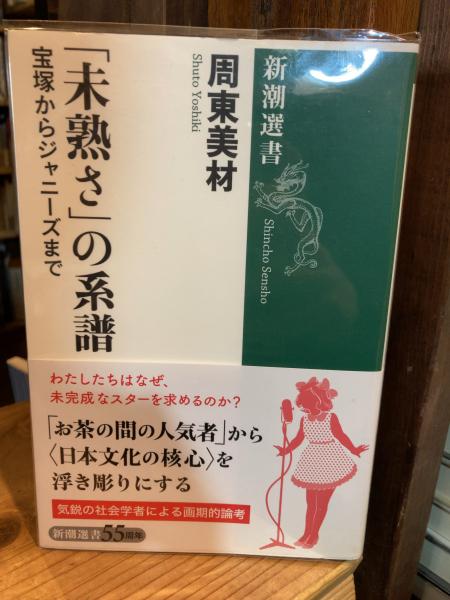 新潮選書
Shincho Sensho
周東美材
Shuto Yoshiki
「未熟さ」の系譜
宝塚からジャニーズまで
わたしたちはなぜ、
未完成なスターを求めるのか?
「お茶の間の人気者」から
〈日本文化の核心〉を
浮き彫りにする
気鋭の社会学者による画期的論考
新潮選書55周年